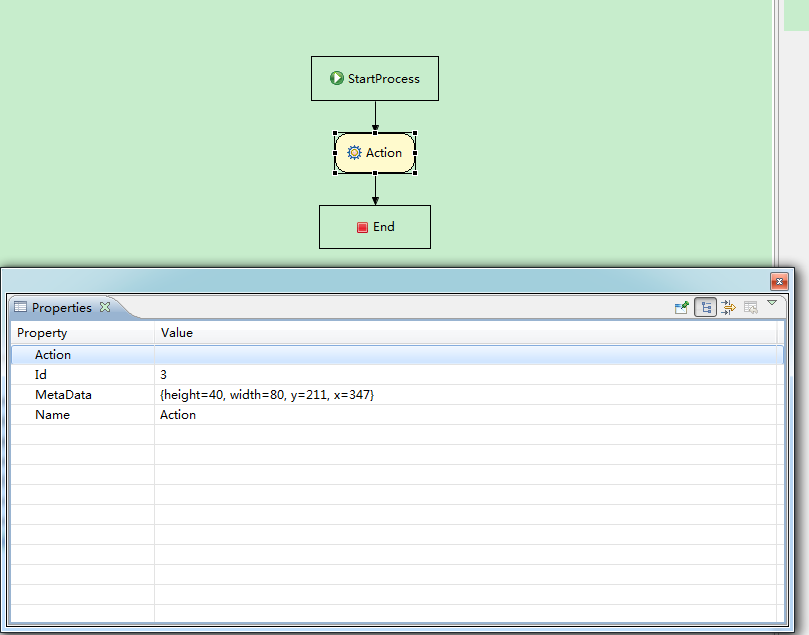 StartProcess
Action
End
Properties
Property Value
Action
Id 3
MetaData {height=40, width=80, y=211, x=347}
Name Action